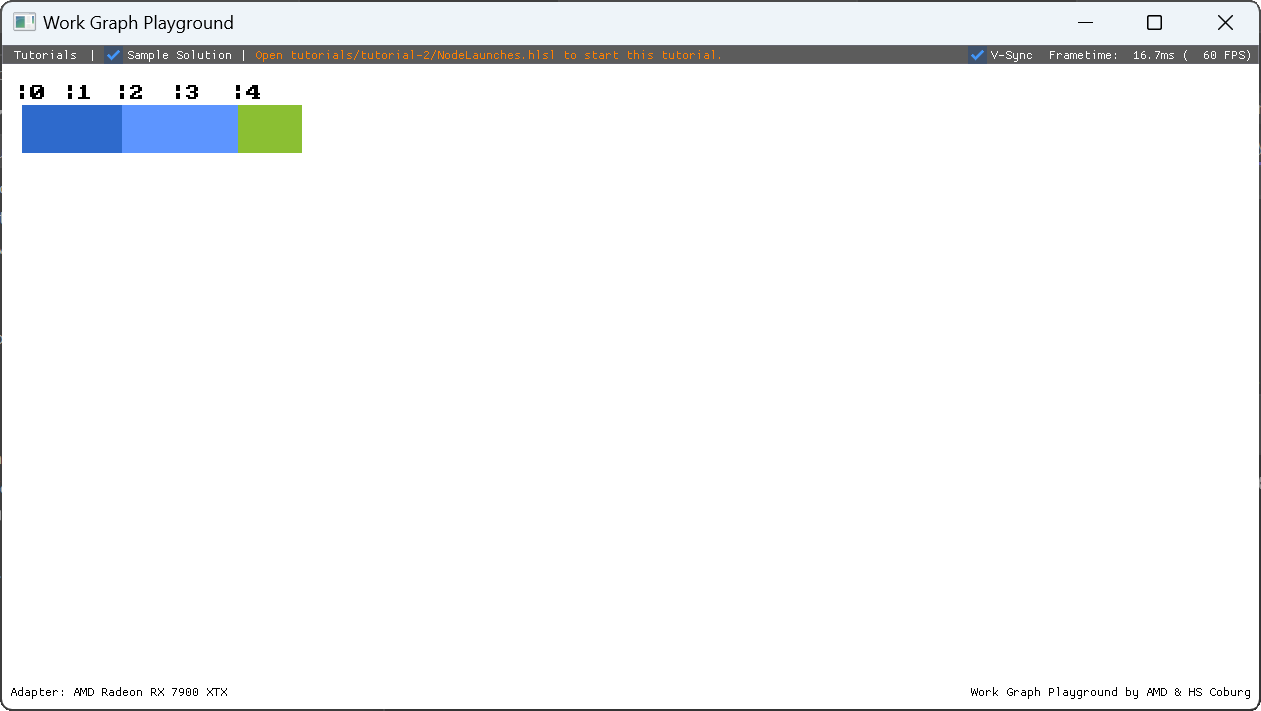 Work Graph Playground
Tutorials | Sample Solution | Open tutorials/tutorial-2/NodeLaunches.hlsl to start this tutorial. V-Sync Frametime: 16.7ms ( 60 FPS)
:0 :1 :2 :3 :4
Adapter: AMD Radeon RX 7900 XTX Work Graph Playground by AMD & HS Coburg